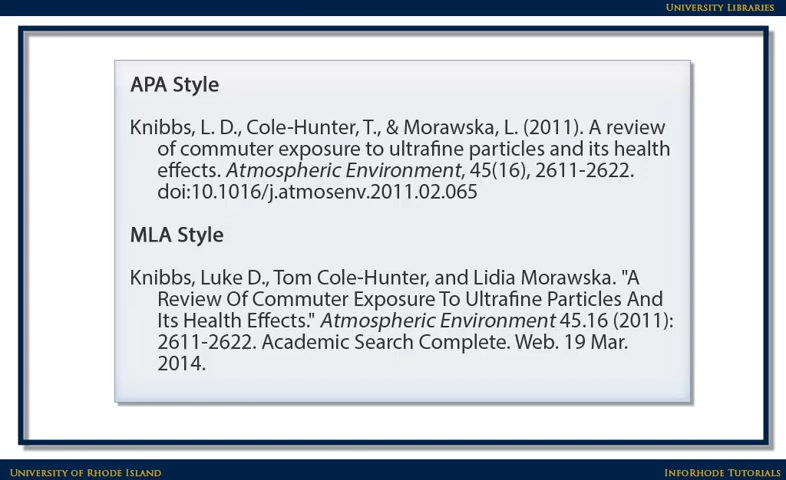 University Libraries
APA Style
Knibbs, L. D., Cole-Hunter, T., & Morawska, L. (2011). A review
of commuter exposure to ultrafine particles and its health
effects. Atmospheric Environment, 45(16), 2611-2622.
doi:10.1016/j.atmosenv.2011.02.065
MLA Style
Knibbs, Luke D., Tom Cole-Hunter, and Lidia Morawska. "A
Review Of Commuter Exposure To Ultrafine Particles And
Its Health Effects." Atmospheric Environment 45.16 (2011):
2611-2622. Academic Search Complete. Web. 19 Mar.
2014.
University of Rhode Island
InfoRhode Tutorials